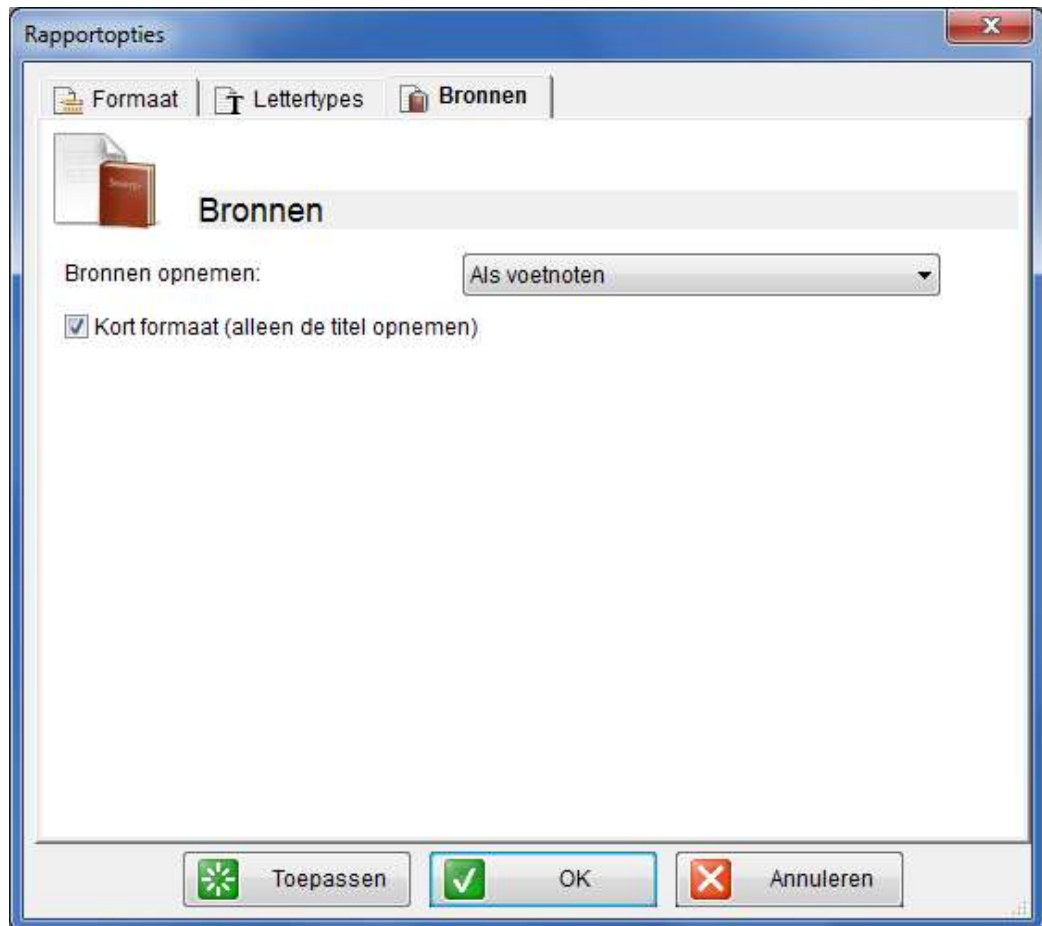 Rapportopties
Formaat Lettertypes Bronnen
Bronnen
Bronnen opnemen: Als voetnoten
Kort formaat (alleen de titel opnemen)
Toepassen OK Annuleren